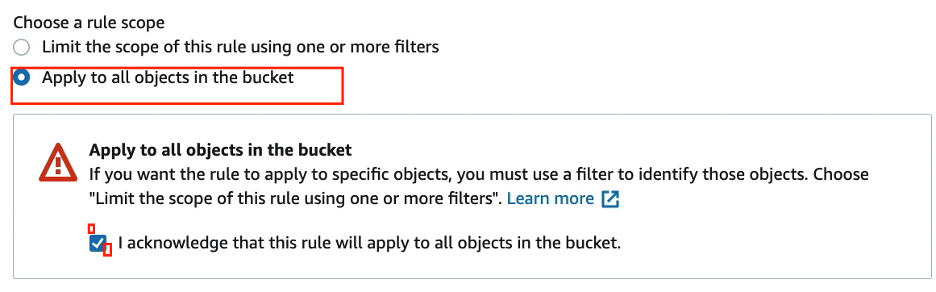 Choose a rule scope
Limit the scope of this rule using one or more filters
Apply to all objects in the bucket
Apply to all objects in the bucket
If you want the rule to apply to specific objects, you must use a filter to identify those objects. Choose
"Limit the scope of this rule using one or more filters". Learn more
I acknowledge that this rule will apply to all objects in the bucket.